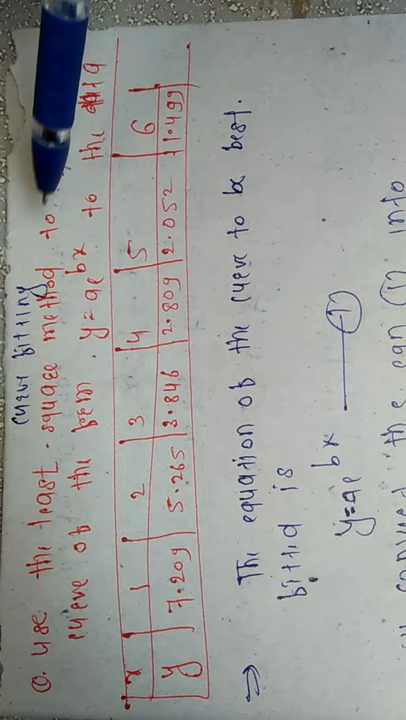 curve fitting
Q. use the least-square method to
curve of the form y=ae^bx to the
x 1 2 3 4 5 6
y 7.209 5.265 3.846 2.809 2.052 1.499
⇒ The equation of the curve to be best.
fitted is
y=ae^bx ——— (1)
the eqn (1) into